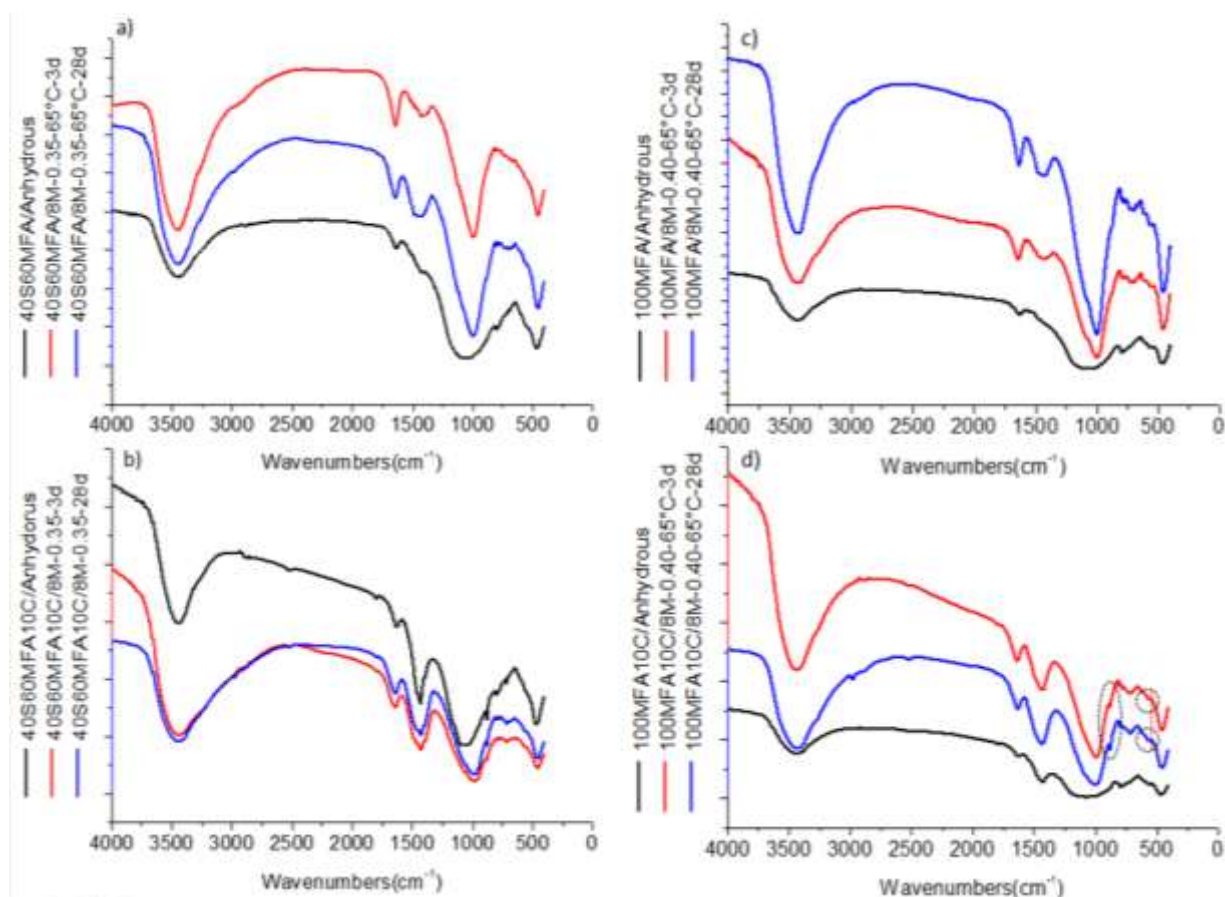 a)
40S60MFA/Anhydrous
40S60MFA/8M-0.35-65°C-3d
40S60MFA/8M-0.35-65°C-28d
4000 3500 3000 2500 2000 1500 1000 500 0
Wavenumbers(cm⁻¹)
c)
100MFA/Anhydrous
100MFA/8M-0.40-65°C-3d
100MFA/8M-0.40-65°C-28d
4000 3500 3000 2500 2000 1500 1000 500 0
Wavenumbers(cm⁻¹)
b)
40S60MFA10C/Anhydorus
40S60MFA10C/8M-0.35-3d
40S60MFA10C/8M-0.35-28d
4000 3500 3000 2500 2000 1500 1000 500 0
Wavenumbers(cm⁻¹)
d)
100MFA10C/Anhydrous
100MFA10C/8M-0.40-65°C-3d
100MFA10C/8M-0.40-65°C-28d
4000 3500 3000 2500 2000 1500 1000 500 0
Wavenumbers(cm⁻¹)